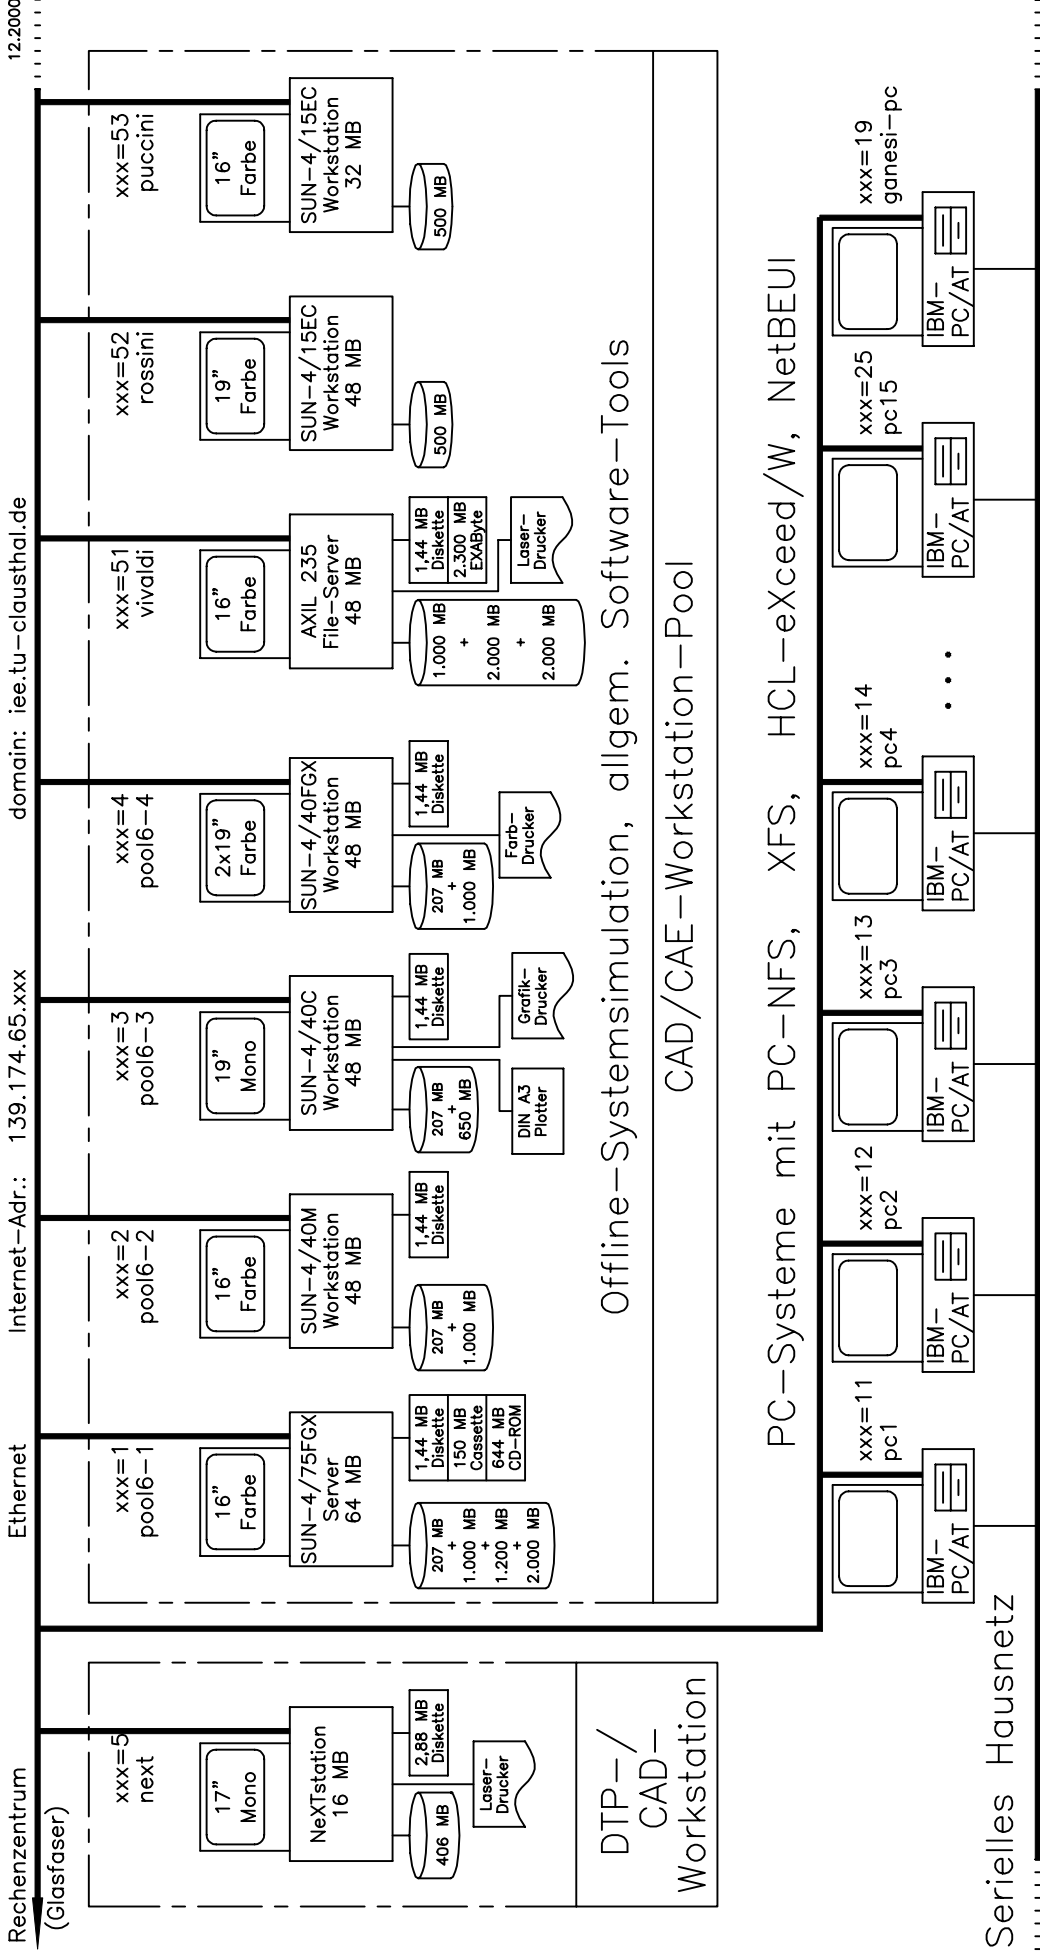 Rechenzentrum
(Glasfaser)
Ethernet
Internet-Adr.: 139.174.65.xxx
domain: iee.tu-clausthal.de
12.2000
xxx=5
next
17"
Mono
NeXTstation
16 MB
406 MB
2,88 MB
Diskette
Laser-
Drucker
DTP-/
CAD-
Workstation
xxx=1
pool6-1
16"
Farbe
SUN-4/75FGX
Server
64 MB
207 MB
+
1.000 MB
+
1.200 MB
+
2.000 MB
1,44 MB
Diskette
150 MB
Cassette
644 MB
CD-ROM
xxx=2
pool6-2
16"
Farbe
SUN-4/40M
Workstation
48 MB
207 MB
+
1.000 MB
1,44 MB
Diskette
xxx=3
pool6-3
19"
Mono
SUN-4/40C
Workstation
48 MB
207 MB
+
650 MB
1,44 MB
Diskette
DIN A3
Plotter
Grafik-
Drucker
xxx=4
pool6-4
2x19"
Farbe
SUN-4/40FGX
Workstation
48 MB
207 MB
+
1.000 MB
1,44 MB
Diskette
Farb-
Drucker
xxx=51
vivaldi
16"
Farbe
AXIL 235
File-Server
48 MB
1.000 MB
+
2.000 MB
+
2.000 MB
1,44 MB
Diskette
2.300 MB
EXAByte
Laser-
Drucker
xxx=52
rossini
19"
Farbe
SUN-4/15EC
Workstation
48 MB
500 MB
xxx=53
puccini
16"
Farbe
SUN-4/15EC
Workstation
32 MB
500 MB
Offline-Systemsimulation, allgem. Software-Tools
CAD/CAE-Workstation-Pool
PC-Systeme mit PC-NFS, XFS, HCL-eXceed/W, NetBEUI
xxx=11
pc1
IBM-
PC/AT
xxx=12
pc2
IBM-
PC/AT
xxx=13
pc3
IBM-
PC/AT
xxx=14
pc4
IBM-
PC/AT
...
xxx=25
pc15
IBM-
PC/AT
xxx=19
ganesi-pc
IBM-
PC/AT
Serielles Hausnetz